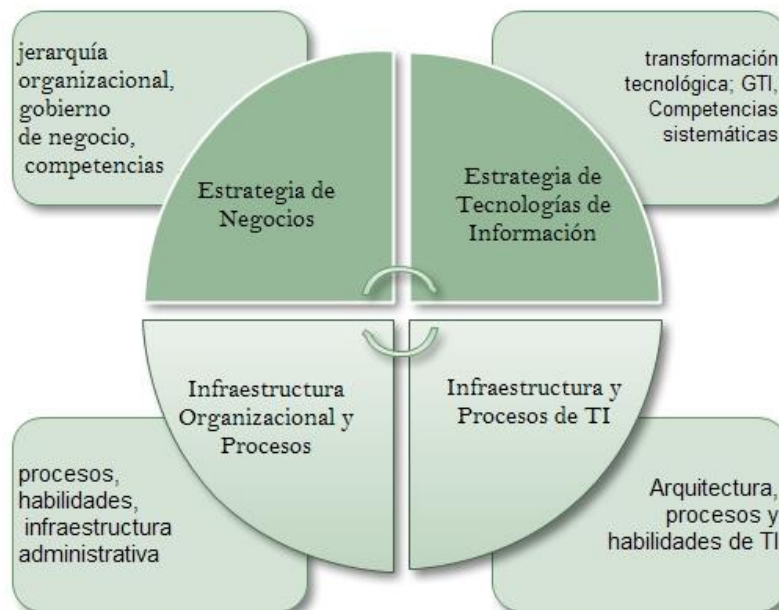 jerarquía
organizacional,
gobierno
de negocio,
competencias
transformación
tecnológica; GTI,
Competencias
sistemáticas
Estrategia de
Negocios
Estrategia de
Tecnologías de
Información
Infraestructura
Organizacional y
Procesos
Infraestructura y
Procesos de TI
procesos,
habilidades,
infraestructura
administrativa
Arquitectura,
procesos y
habilidades de TI